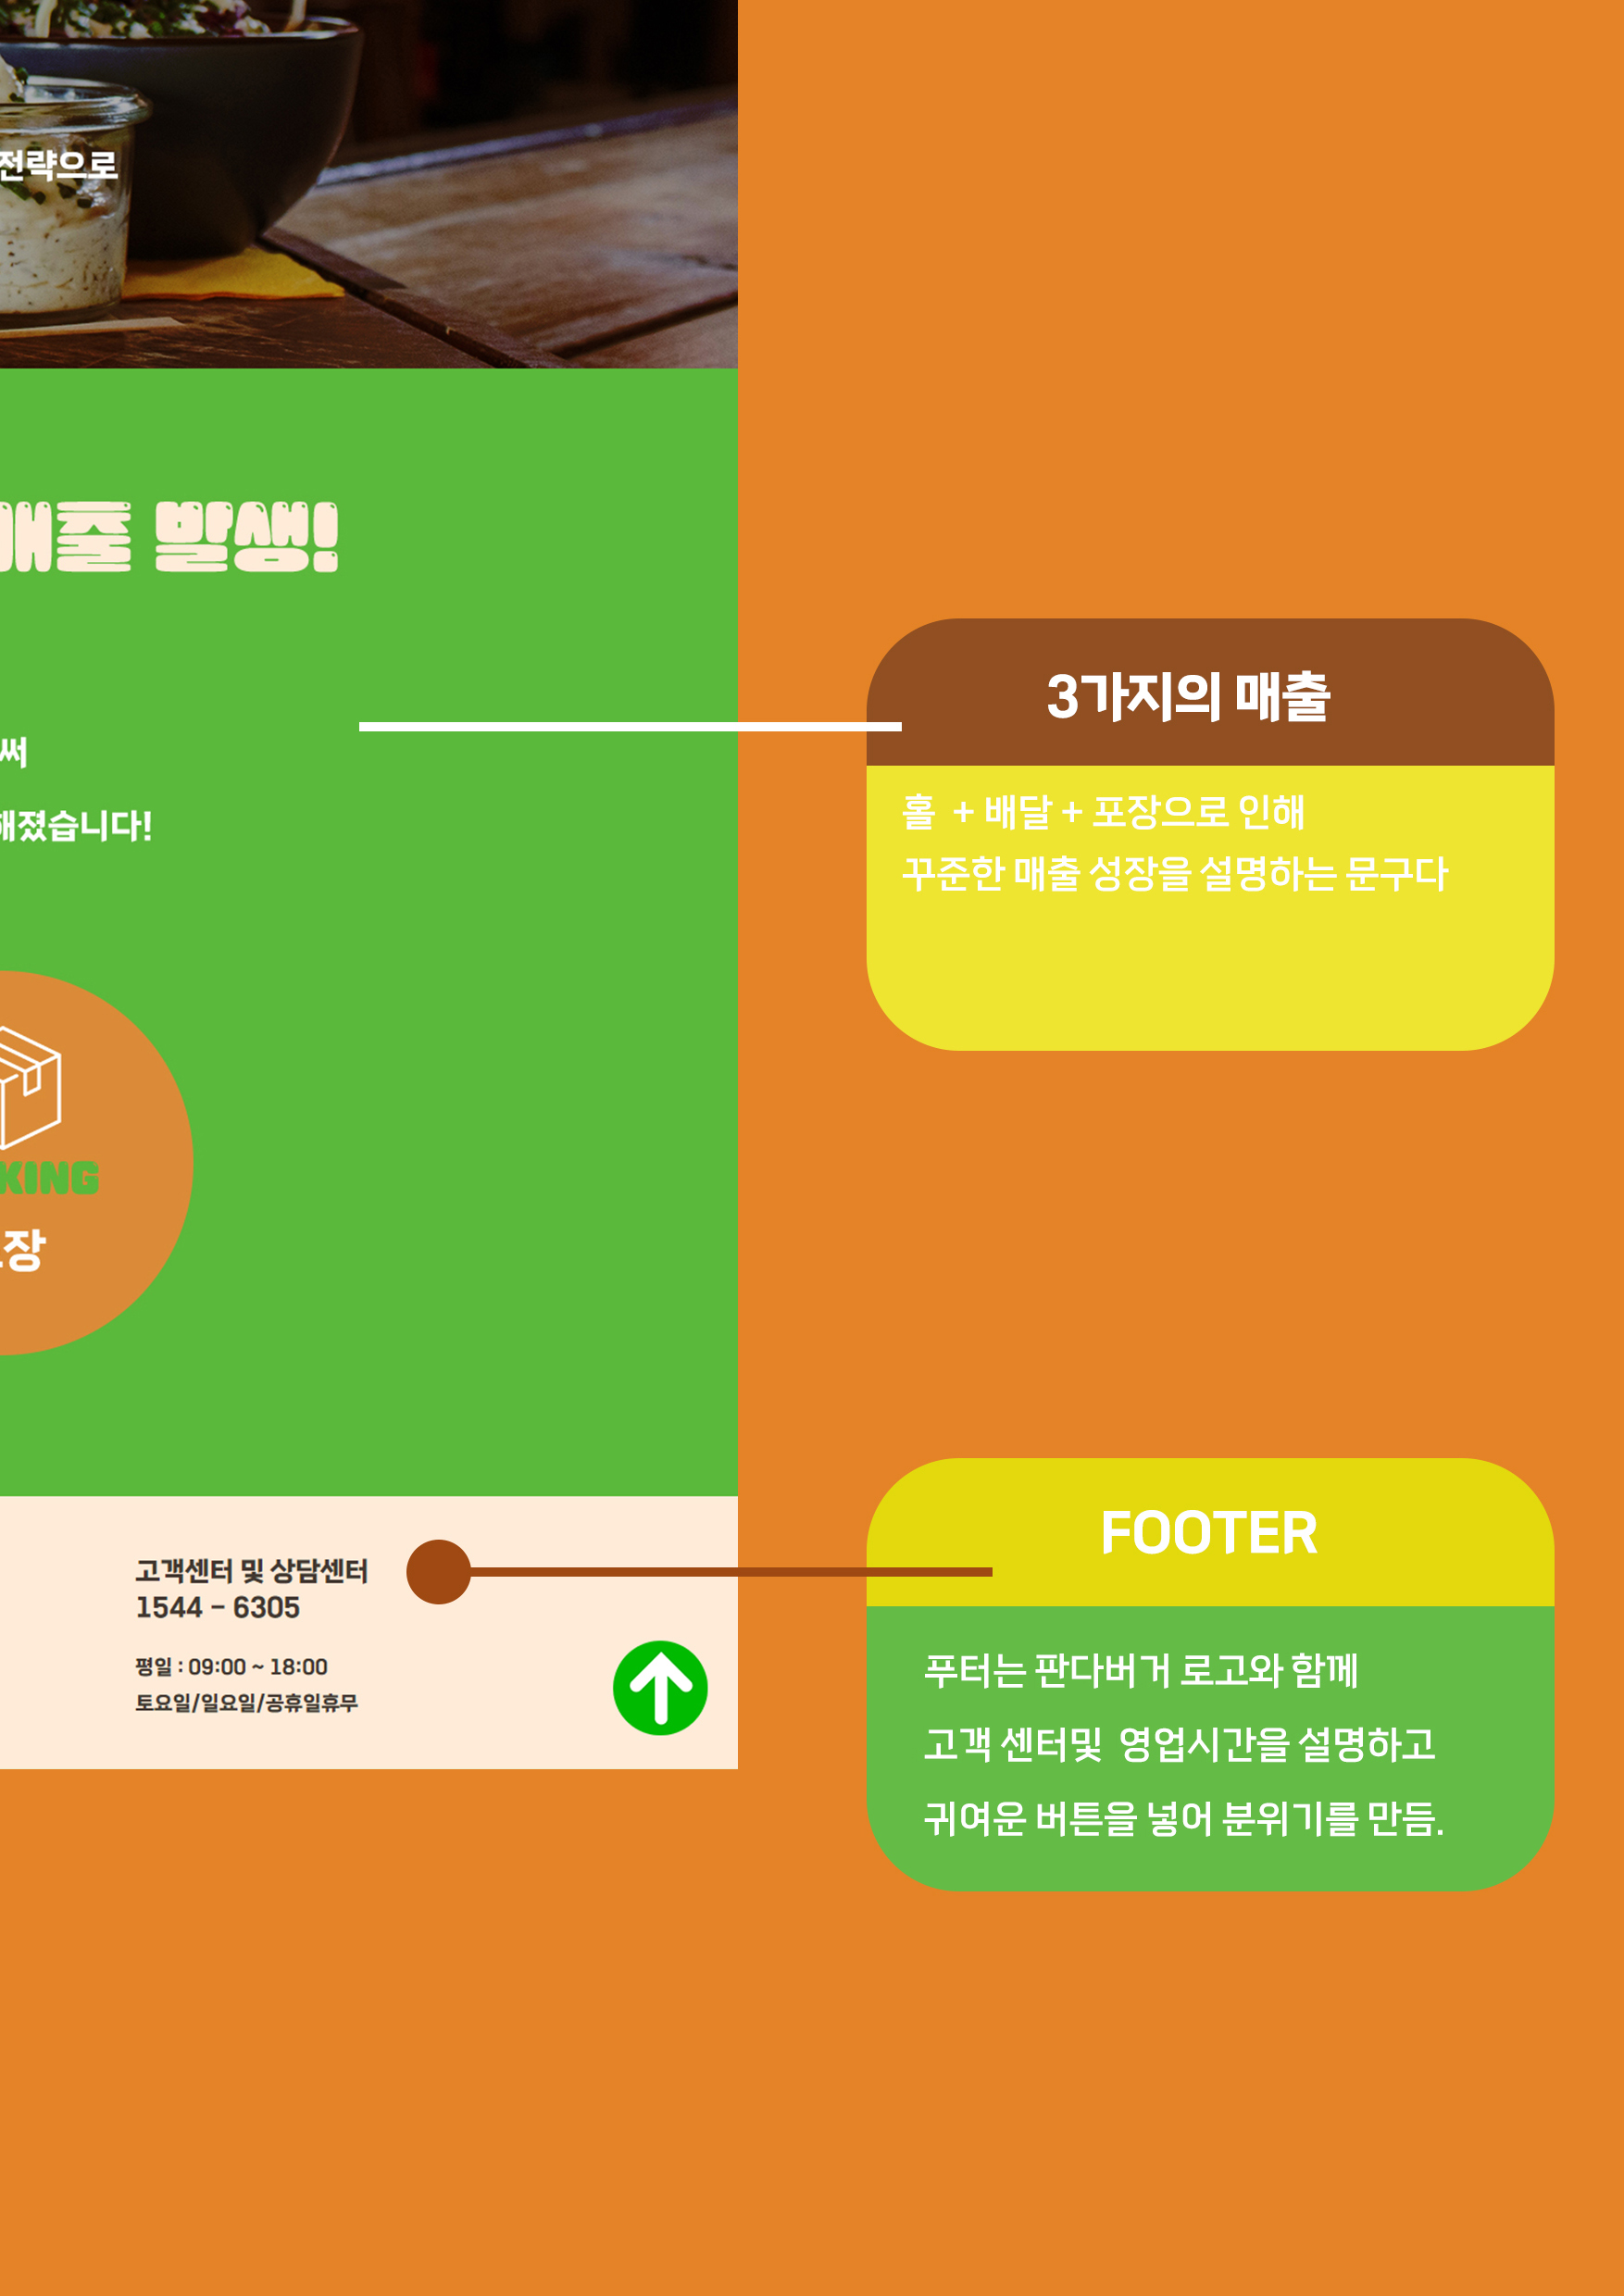 전략으로
매출 발생!
써
해졌습니다!
KING
장
고객센터 및 상담센터
1544 - 6305
평일 : 09:00 ~ 18:00
토요일/일요일/공휴일휴무
3가지의 매출
홀 + 배달 + 포장으로 인해
꾸준한 매출 성장을 설명하는 문구다
FOOTER
푸터는 판다버거 로고와 함께
고객 센터및 영업시간을 설명하고
귀여운 버튼을 넣어 분위기를 만듬.